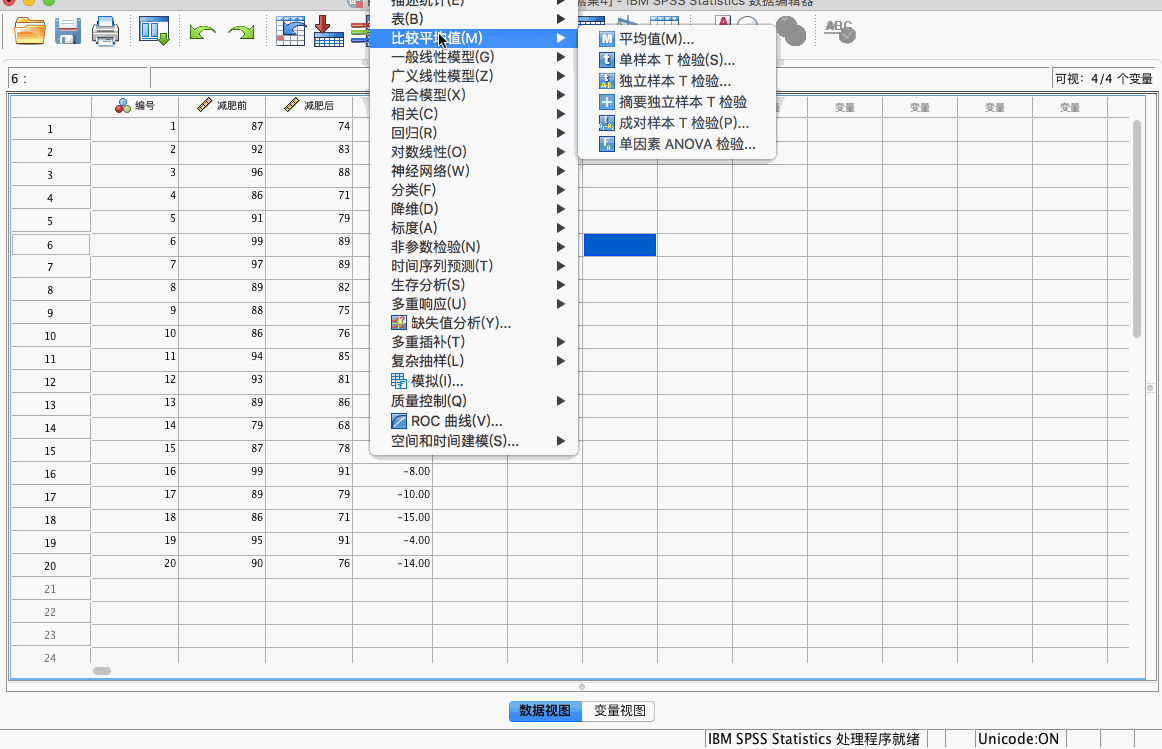 描述统计(E)
据集4] - IBM SPSS Statistics 数据编辑器
表(B)
比较平均值(M)
一般线性模型(G)
广义线性模型(Z)
混合模型(X)
相关(C)
回归(R)
对数线性(O)
神经网络(W)
分类(F)
降维(D)
标度(A)
非参数检验(N)
时间序列预测(T)
生存分析(S)
多重响应(U)
缺失值分析(Y)...
多重插补(T)
复杂抽样(L)
模拟(I)...
质量控制(Q)
ROC 曲线(V)...
空间和时间建模(S)...
平均值(M)...
单样本 T 检验(S)...
独立样本 T 检验...
摘要独立样本 T 检验
成对样本 T 检验(P)...
单因素 ANOVA 检验...
ABC
6 :
可视: 4/4 个变量
编号 减肥前 减肥后 变量 变量 变量 变量
1 1 87 74
2 2 92 83
3 3 96 88
4 4 86 71
5 5 91 79
6 6 99 89
7 7 97 89
8 8 89 82
9 9 88 75
10 10 86 76
11 11 94 85
12 12 93 81
13 13 89 86
14 14 79 68
15 15 87 78
16 16 99 91 -8.00
17 17 89 79 -10.00
18 18 86 71 -15.00
19 19 95 91 -4.00
20 20 90 76 -14.00
21
22
23
24
数据视图 变量视图
IBM SPSS Statistics 处理程序就绪 Unicode:ON